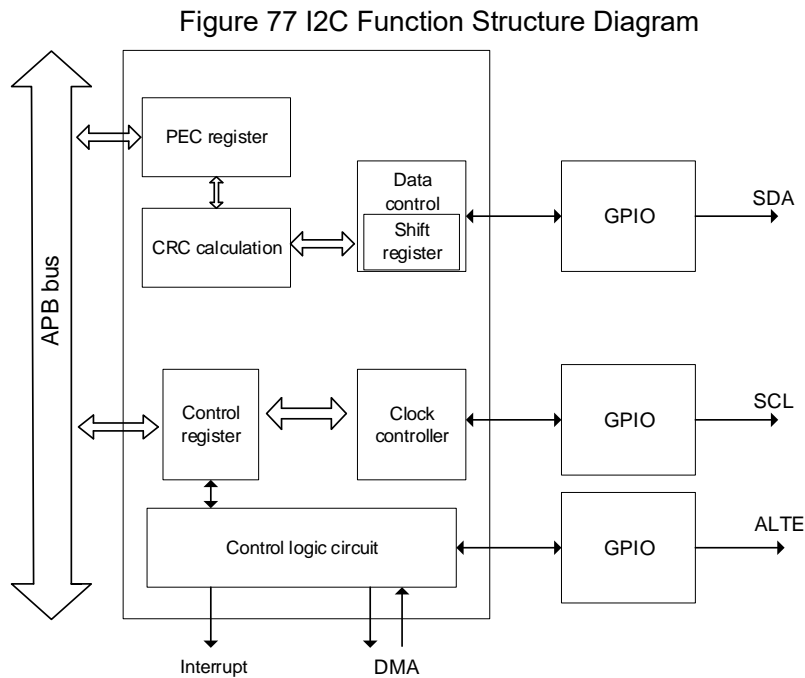 Figure 77 I2C Function Structure Diagram
APB bus
PEC register
CRC calculation
Data
control
Shift
register
GPIO
SDA
Control
register
Clock
controller
GPIO
SCL
Control logic circuit
GPIO
ALTE
Interrupt
DMA